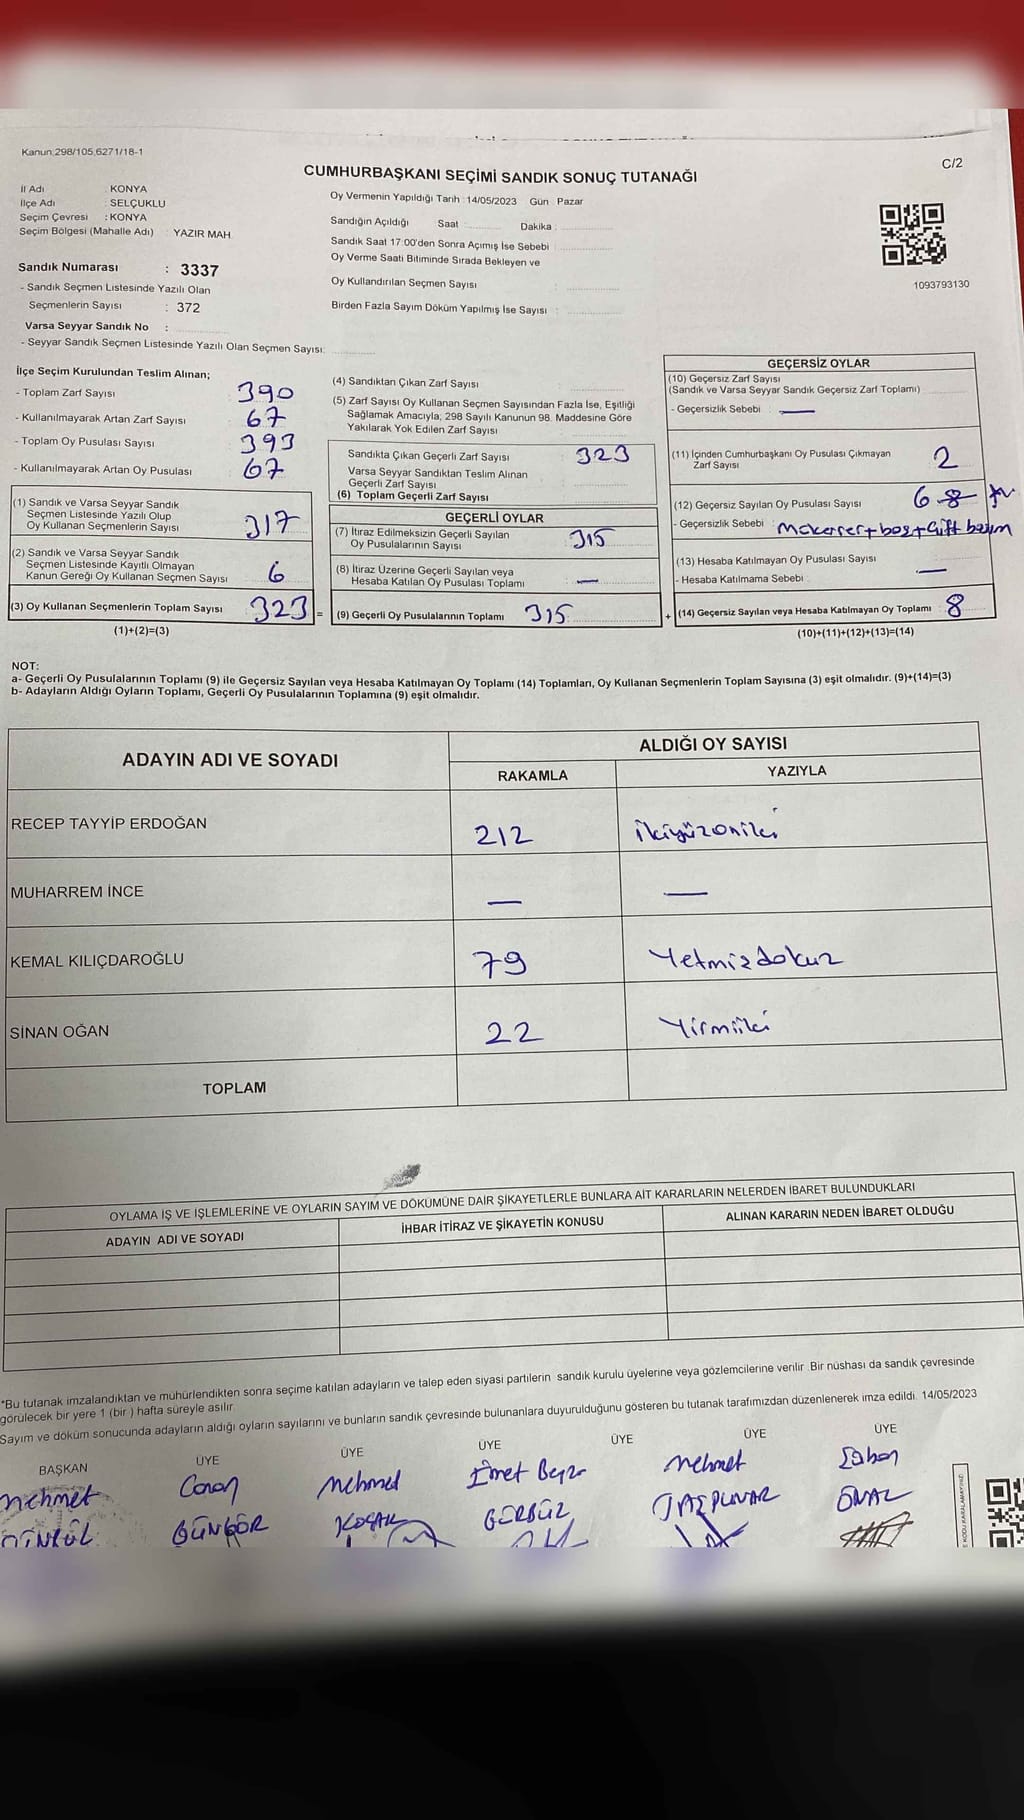 Kanun:298/105,6271/18-1
C/2
CUMHURBAŞKANI SEÇİMİ SANDIK SONUÇ TUTANAĞI
İl Adı : KONYA
İlçe Adı : SELÇUKLU
Seçim Çevresi : KONYA
Seçim Bölgesi (Mahalle Adı) : YAZIR MAH.
Sandık Numarası : 3337
- Sandık Seçmen Listesinde Yazılı Olan
Seçmenlerin Sayısı : 372
Varsa Seyyar Sandık No :
- Seyyar Sandık Seçmen Listesinde Yazılı Olan Seçmen Sayısı:
Oy Vermenin Yapıldığı Tarih : 14/05/2023 Gün : Pazar
Sandığın Açıldığı Saat : Dakika :
Sandık Saat 17:00'den Sonra Açımış İse Sebebi :
Oy Verme Saati Bitiminde Sırada Bekleyen ve
Oy Kullandırılan Seçmen Sayısı :
Birden Fazla Sayım Döküm Yapılmış İse Sayısı :
1093793130
İlçe Seçim Kurulundan Teslim Alınan;
- Toplam Zarf Sayısı 390
- Kullanılmayarak Artan Zarf Sayısı 67
- Toplam Oy Pusulası Sayısı 393
- Kullanılmayarak Artan Oy Pusulası 67
(1) Sandık ve Varsa Seyyar Sandık
Seçmen Listesinde Yazılı Olup
Oy Kullanan Seçmenlerin Sayısı 317
(2) Sandık ve Varsa Seyyar Sandık
Seçmen Listesinde Kayıtlı Olmayan
Kanun Gereği Oy Kullanan Seçmen Sayısı 6
(3) Oy Kullanan Seçmenlerin Toplam Sayısı 323 =
(1)+(2)=(3)
(4) Sandıktan Çıkan Zarf Sayısı
(5) Zarf Sayısı Oy Kullanan Seçmen Sayısından Fazla İse, Eşitliği
Sağlamak Amacıyla, 298 Sayılı Kanunun 98. Maddesine Göre
Yakılarak Yok Edilen Zarf Sayısı
Sandıkta Çıkan Geçerli Zarf Sayısı 323
Varsa Seyyar Sandıktan Teslim Alınan
Geçerli Zarf Sayısı
(6) Toplam Geçerli Zarf Sayısı
GEÇERLİ OYLAR
(7) İtiraz Edilmeksizin Geçerli Sayılan
Oy Pusulalarının Sayısı 315
(8) İtiraz Üzerine Geçerli Sayılan veya
Hesaba Katılan Oy Pusulası Toplamı —
(9) Geçerli Oy Pusulalarının Toplamı 315 +
GEÇERSİZ OYLAR
(10) Geçersiz Zarf Sayısı
(Sandık ve Varsa Seyyar Sandık Geçersiz Zarf Toplamı)
- Geçersizlik Sebebi : —
(11) İçinden Cumhurbaşkanı Oy Pusulası Çıkmayan
Zarf Sayısı 2
(12) Geçersiz Sayılan Oy Pusulası Sayısı 6 8
- Geçersizlik Sebebi : Mükerrer+boş+Çift basım
(13) Hesaba Katılmayan Oy Pusulası Sayısı —
- Hesaba Katılmama Sebebi :
(14) Geçersiz Sayılan veya Hesaba Katılmayan Oy Toplamı : 8
(10)+(11)+(12)+(13)=(14)
NOT:
a- Geçerli Oy Pusulalarının Toplamı (9) ile Geçersiz Sayılan veya Hesaba Katılmayan Oy Toplamı (14) Toplamları, Oy Kullanan Seçmenlerin Toplam Sayısına (3) eşit olmalıdır. (9)+(14)=(3)
b- Adayların Aldığı Oyların Toplamı, Geçerli Oy Pusulalarının Toplamına (9) eşit olmalıdır.
ADAYIN ADI VE SOYADI
ALDIĞI OY SAYISI
RAKAMLA YAZIYLA
RECEP TAYYİP ERDOĞAN 212 ikiyüzoniki
MUHARREM İNCE — —
KEMAL KILIÇDAROĞLU 79 Yetmişdokuz
SİNAN OĞAN 22 Yirmiiki
TOPLAM
OYLAMA İŞ VE İŞLEMLERİNE VE OYLARIN SAYIM VE DÖKÜMÜNE DAİR ŞİKAYETLERLE BUNLARA AİT KARARLARIN NELERDEN İBARET BULUNDUKLARI
ADAYIN ADI VE SOYADI İHBAR İTİRAZ VE ŞİKAYETİN KONUSU ALINAN KARARIN NEDEN İBARET OLDUĞU
*Bu tutanak imzalandıktan ve mühürlendikten sonra seçime katılan adayların ve talep eden siyasi partilerin sandık kurulu üyelerine veya gözlemcilerine verilir. Bir nüshası da sandık çevresinde
görülecek bir yere 1 (bir ) hafta süreyle asılır.
Sayım ve döküm sonucunda adayların aldığı oyların sayılarını ve bunların sandık çevresinde bulunanlara duyurulduğunu gösteren bu tutanak tarafımızdan düzenlenerek imza edildi. 14/05/2023
BAŞKAN ÜYE ÜYE ÜYE ÜYE ÜYE ÜYE
Mehmet Mehmed Mehmet Şaban
GÜNGÖR KOÇAK GÜRBÜZ TAŞPINAR ÖNAL